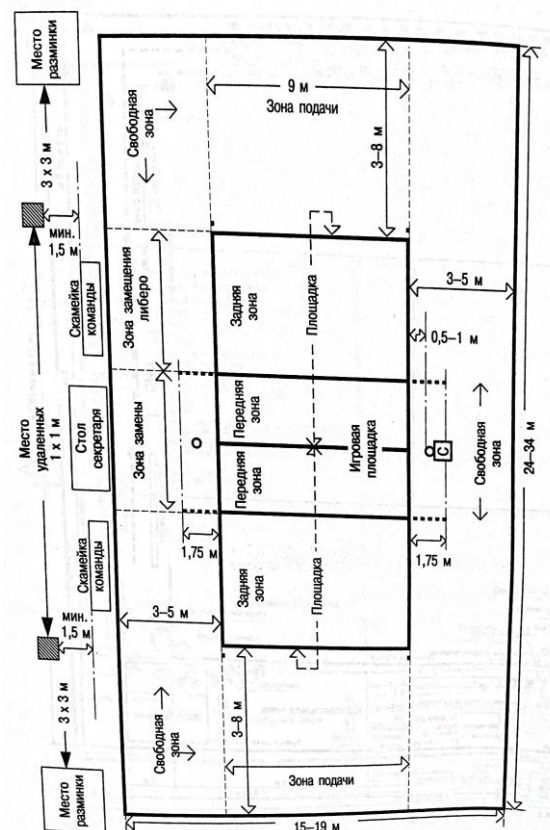 Место
разминки
3 x 3 м
мин.
1,5 м
Место
удаленных
1 x 1 м
Скамейка
команды
Стол
секретаря
Скамейка
команды
мин.
1,5 м
3 x 3 м
Место
разминки
Свободная
зона
Зона замещения
либеро
Зона замены
1,75 м
3–5 м
Свободная
зона
9 м
Зона подачи
3–8 м
Задняя
зона
Площадка
Передняя
зона
Передняя
зона
Игровая
площадка
Задняя
зона
Площадка
3–8 м
Зона подачи
3–5 м
0,5–1 м
С
Свободная
зона
1,75 м
24–34 м
15–19 м